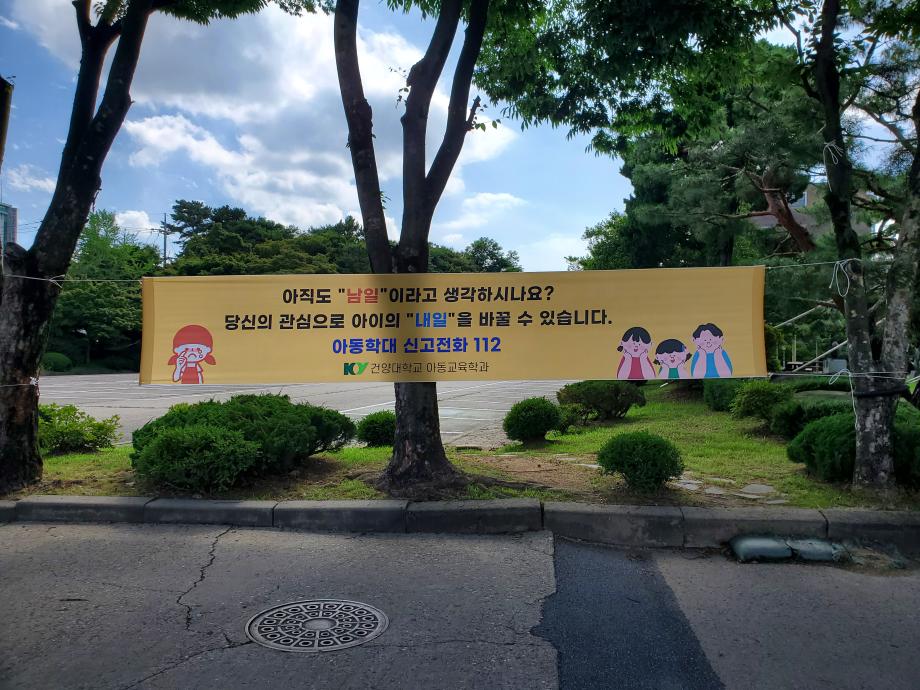 아직도 "남일"이라고 생각하시나요?
당신의 관심으로 아이의 "내일"을 바꿀 수 있습니다.
아동학대 신고전화 112
KY 건양대학교 아동교육학과